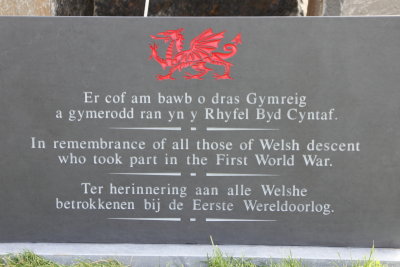 Er cof am bawb o dras Gymreig
a gymerodd ran yn y Rhyfel Byd Cyntaf.
In remembrance of all those of Welsh descent
who took part in the First World War.
Ter herinnering aan alle Welshe
betrokkenen bij de Eerste Wereldoorlog.